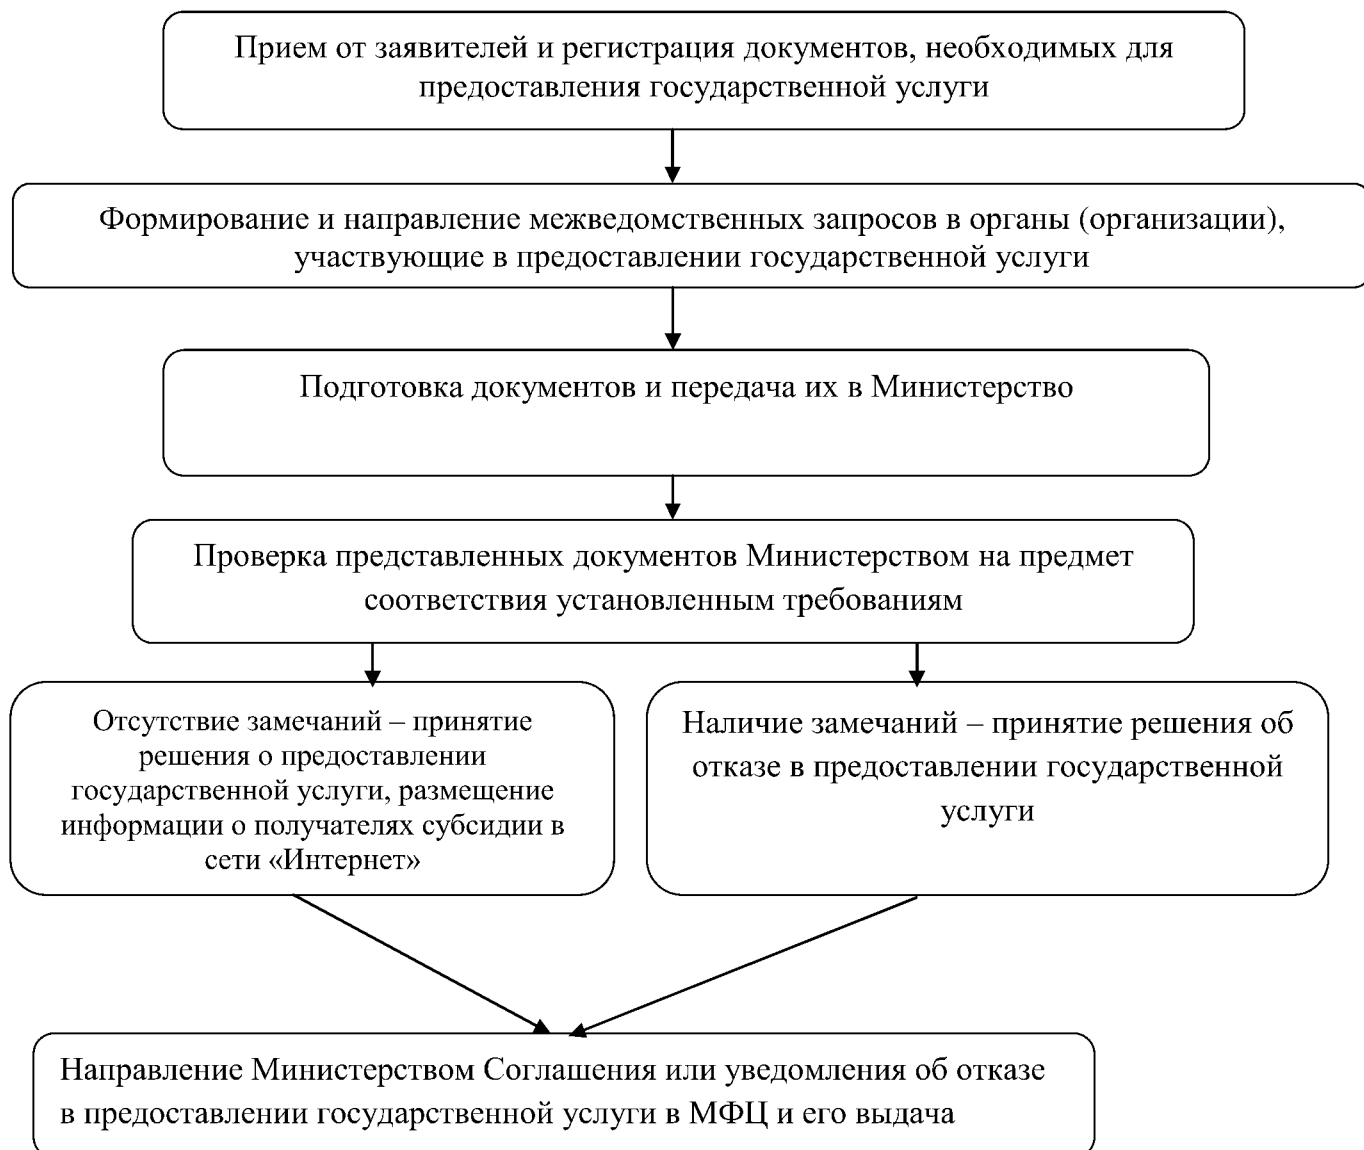 Прием от заявителей и регистрация документов, необходимых для
предоставления государственной услуги
Формирование и направление межведомственных запросов в органы (организации),
участвующие в предоставлении государственной услуги
Подготовка документов и передача их в Министерство
Проверка представленных документов Министерством на предмет
соответствия установленным требованиям
Отсутствие замечаний – принятие
решения о предоставлении
государственной услуги, размещение
информации о получателях субсидии в
сети «Интернет»
Наличие замечаний – принятие решения об
отказе в предоставлении государственной
услуги
Направление Министерством Соглашения или уведомления об отказе
в предоставлении государственной услуги в МФЦ и его выдача